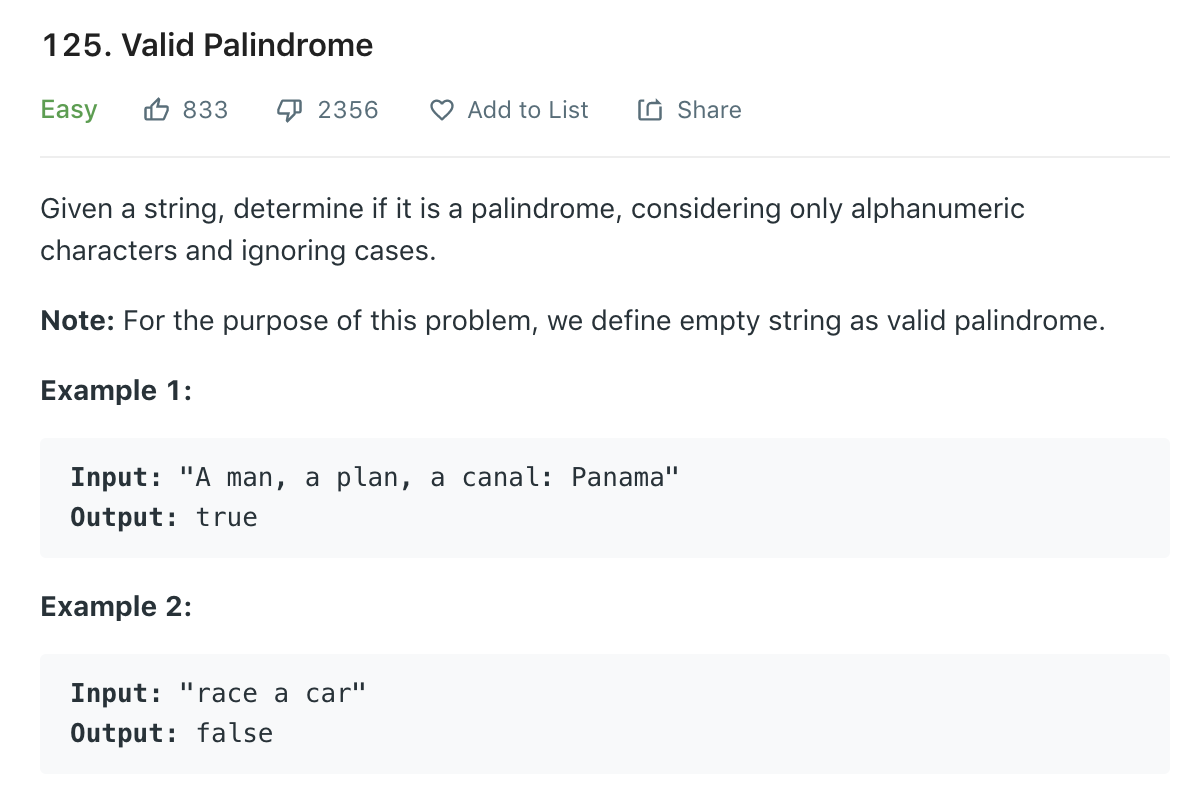 125. Valid Palindrome
Easy 833 2356 Add to List Share
Given a string, determine if it is a palindrome, considering only alphanumeric
characters and ignoring cases.
Note: For the purpose of this problem, we define empty string as valid palindrome.
Example 1:
Input: "A man, a plan, a canal: Panama"
Output: true
Example 2:
Input: "race a car"
Output: false